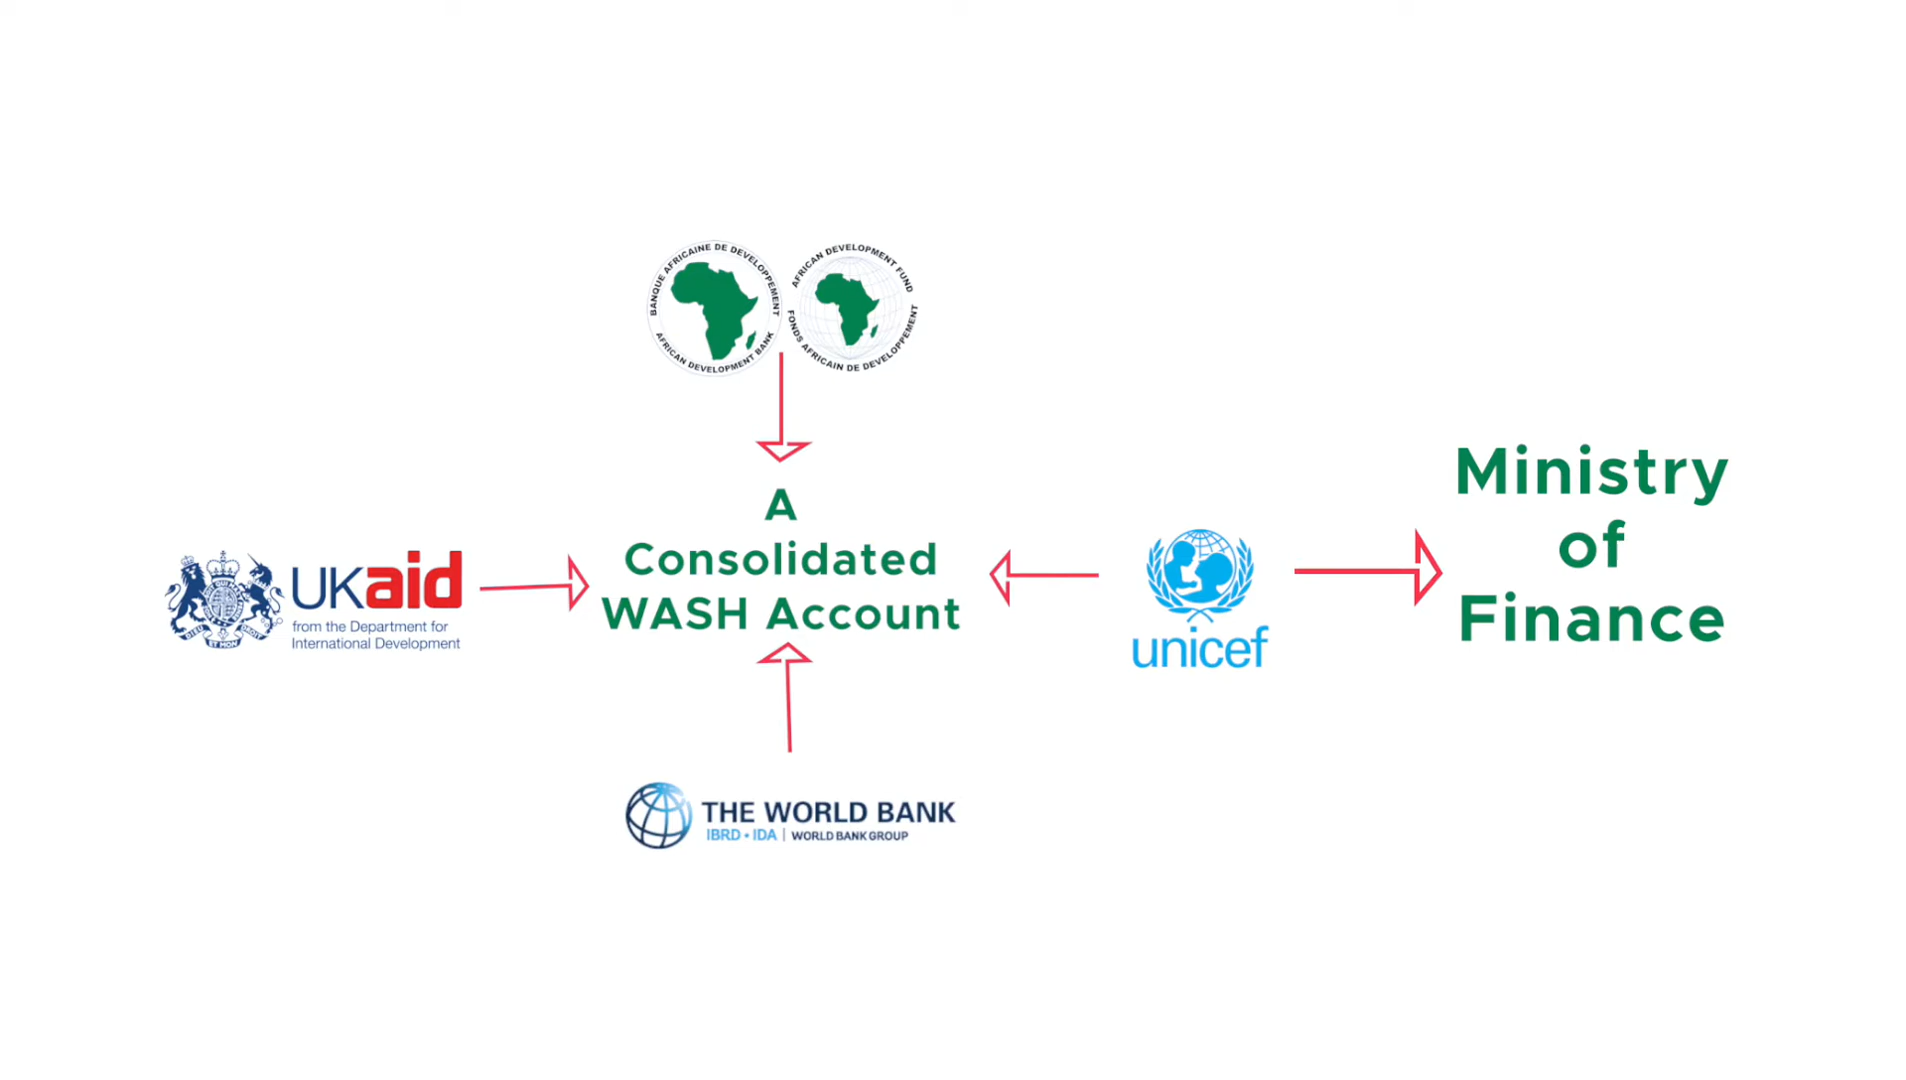 BANQUE AFRICAINE DE DEVELOPPEMENT
AFRICAN DEVELOPMENT BANK
AFRICAN DEVELOPMENT FUND
FONDS AFRICAIN DE DEVELOPPEMENT
A
Consolidated
WASH Account
UKaid
from the Department for
International Development
unicef
Ministry
of
Finance
THE WORLD BANK
IBRD • IDA | WORLD BANK GROUP